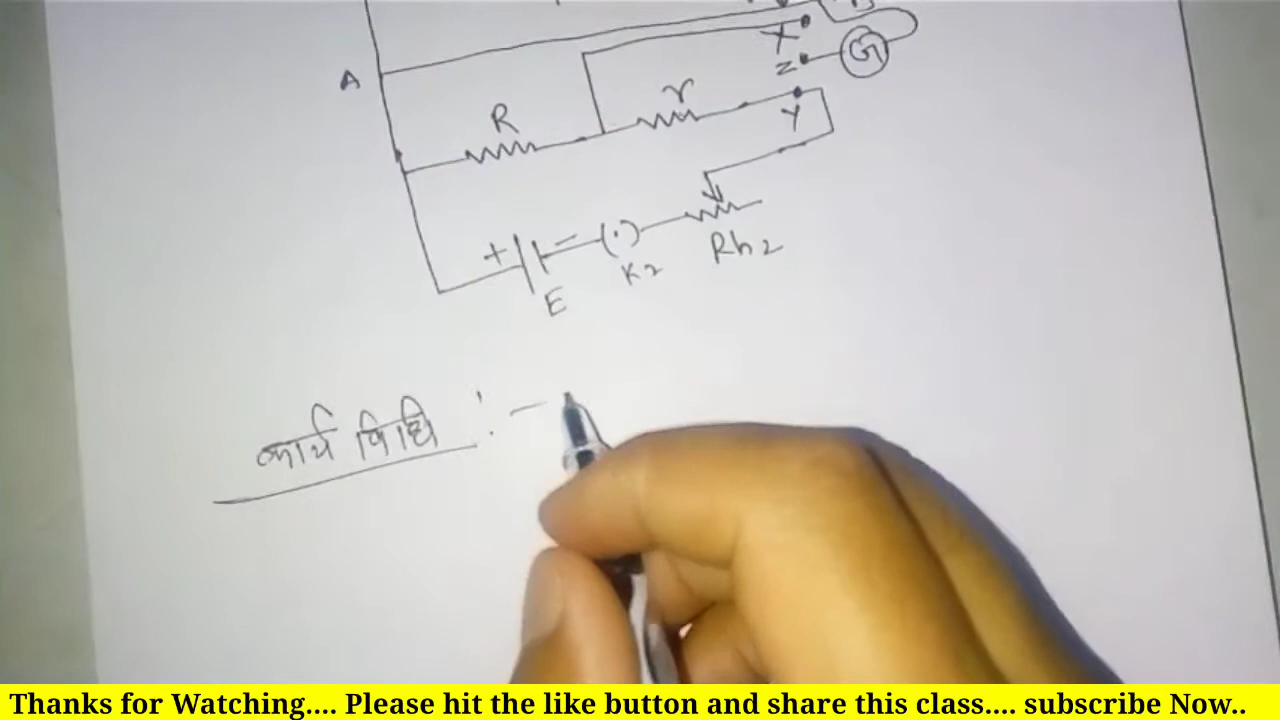 X
G
Z
A
r
R
Y
+
−
Rh2
K2
E
कार्य विधि : −
Thanks for Watching.... Please hit the like button and share this class.... subscribe Now..